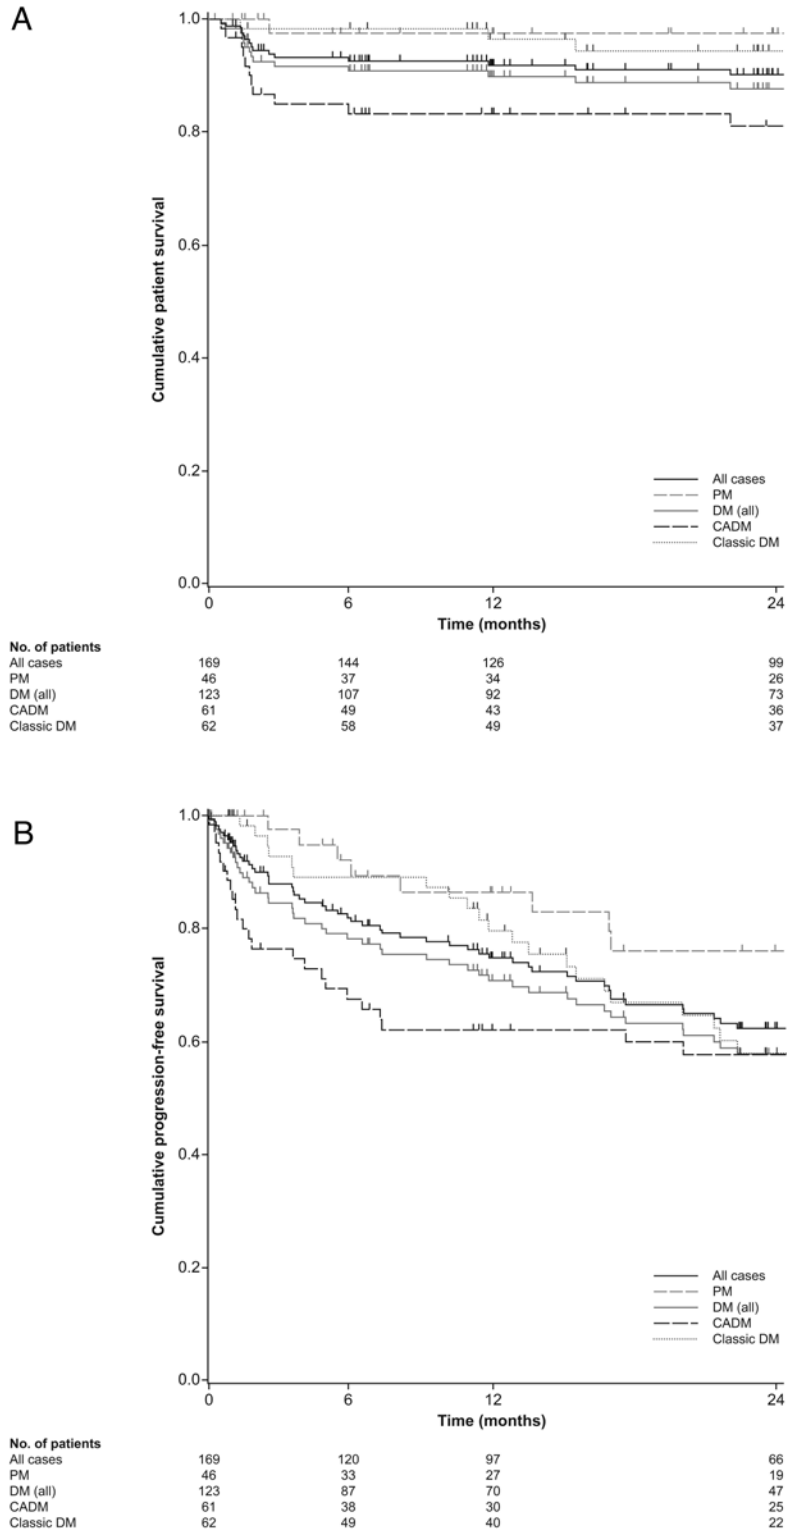 A
1.0
0.8
0.6
0.4
0.2
0.0
Cumulative patient survival
All cases
PM
DM (all)
CADM
Classic DM
0 6 12 24
Time (months)
No. of patients
All cases 169 144 126 99
PM 46 37 34 26
DM (all) 123 107 92 73
CADM 61 49 43 36
Classic DM 62 58 49 37
B
1.0
0.8
0.6
0.4
0.2
0.0
Cumulative progression-free survival
All cases
PM
DM (all)
CADM
Classic DM
0 6 12 24
Time (months)
No. of patients
All cases 169 120 97 66
PM 46 33 27 19
DM (all) 123 87 70 47
CADM 61 38 30 25
Classic DM 62 49 40 22